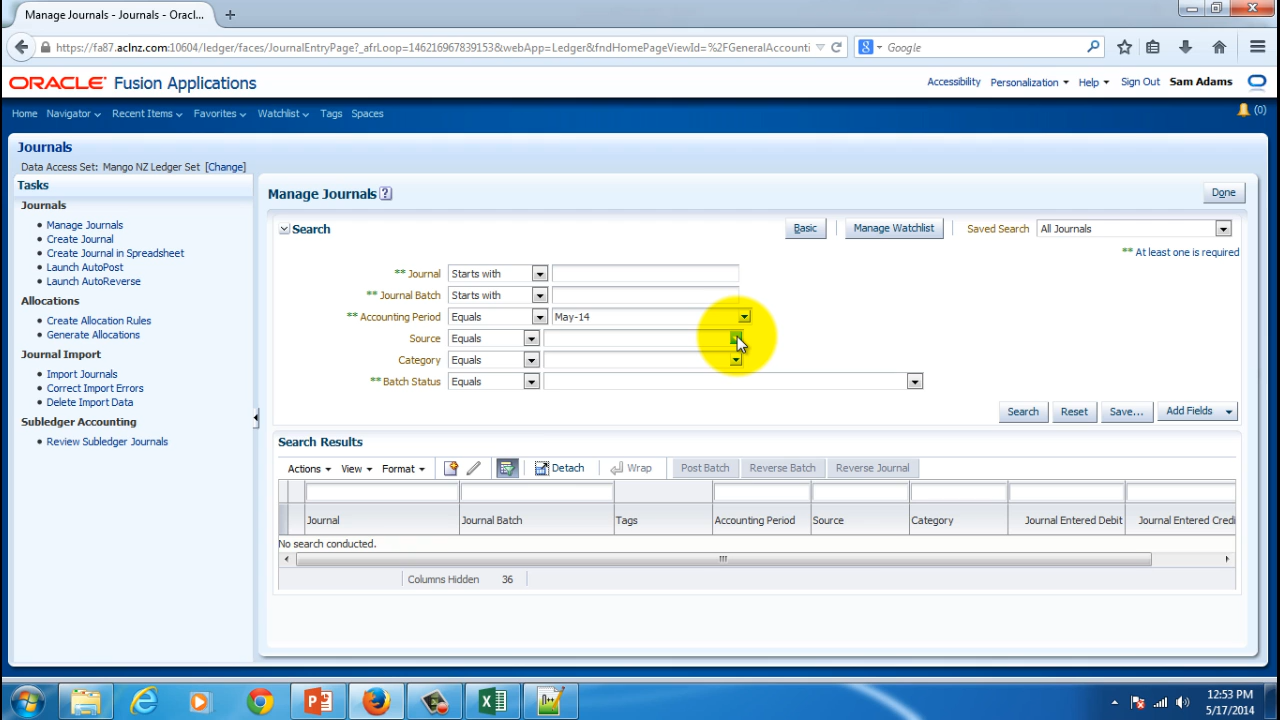 Manage Journals - Journals - Oracl...
https://fa87.aclnz.com:10604/ledger/faces/JournalEntryPage?_afrLoop=146216967839153&webApp=Ledger&fndHomePageViewId=%2FGeneralAccounti
Google
ORACLE Fusion Applications
Accessibility Personalization Help Sign Out Sam Adams
Home Navigator Recent Items Favorites Watchlist Tags Spaces (0)
Journals
Data Access Set: Mango NZ Ledger Set [Change]
Tasks
Journals
Manage Journals
Create Journal
Create Journal in Spreadsheet
Launch AutoPost
Launch AutoReverse
Allocations
Create Allocation Rules
Generate Allocations
Journal Import
Import Journals
Correct Import Errors
Delete Import Data
Subledger Accounting
Review Subledger Journals
Manage Journals ? Done
Search Basic Manage Watchlist Saved Search All Journals
** At least one is required
** Journal Starts with
** Journal Batch Starts with
** Accounting Period Equals May-14
Source Equals
Category Equals
** Batch Status Equals
Search Reset Save... Add Fields
Search Results
Actions View Format Detach Wrap Post Batch Reverse Batch Reverse Journal
Journal Journal Batch Tags Accounting Period Source Category Journal Entered Debit Journal Entered Credi
No search conducted.
Columns Hidden 36
12:53 PM
5/17/2014